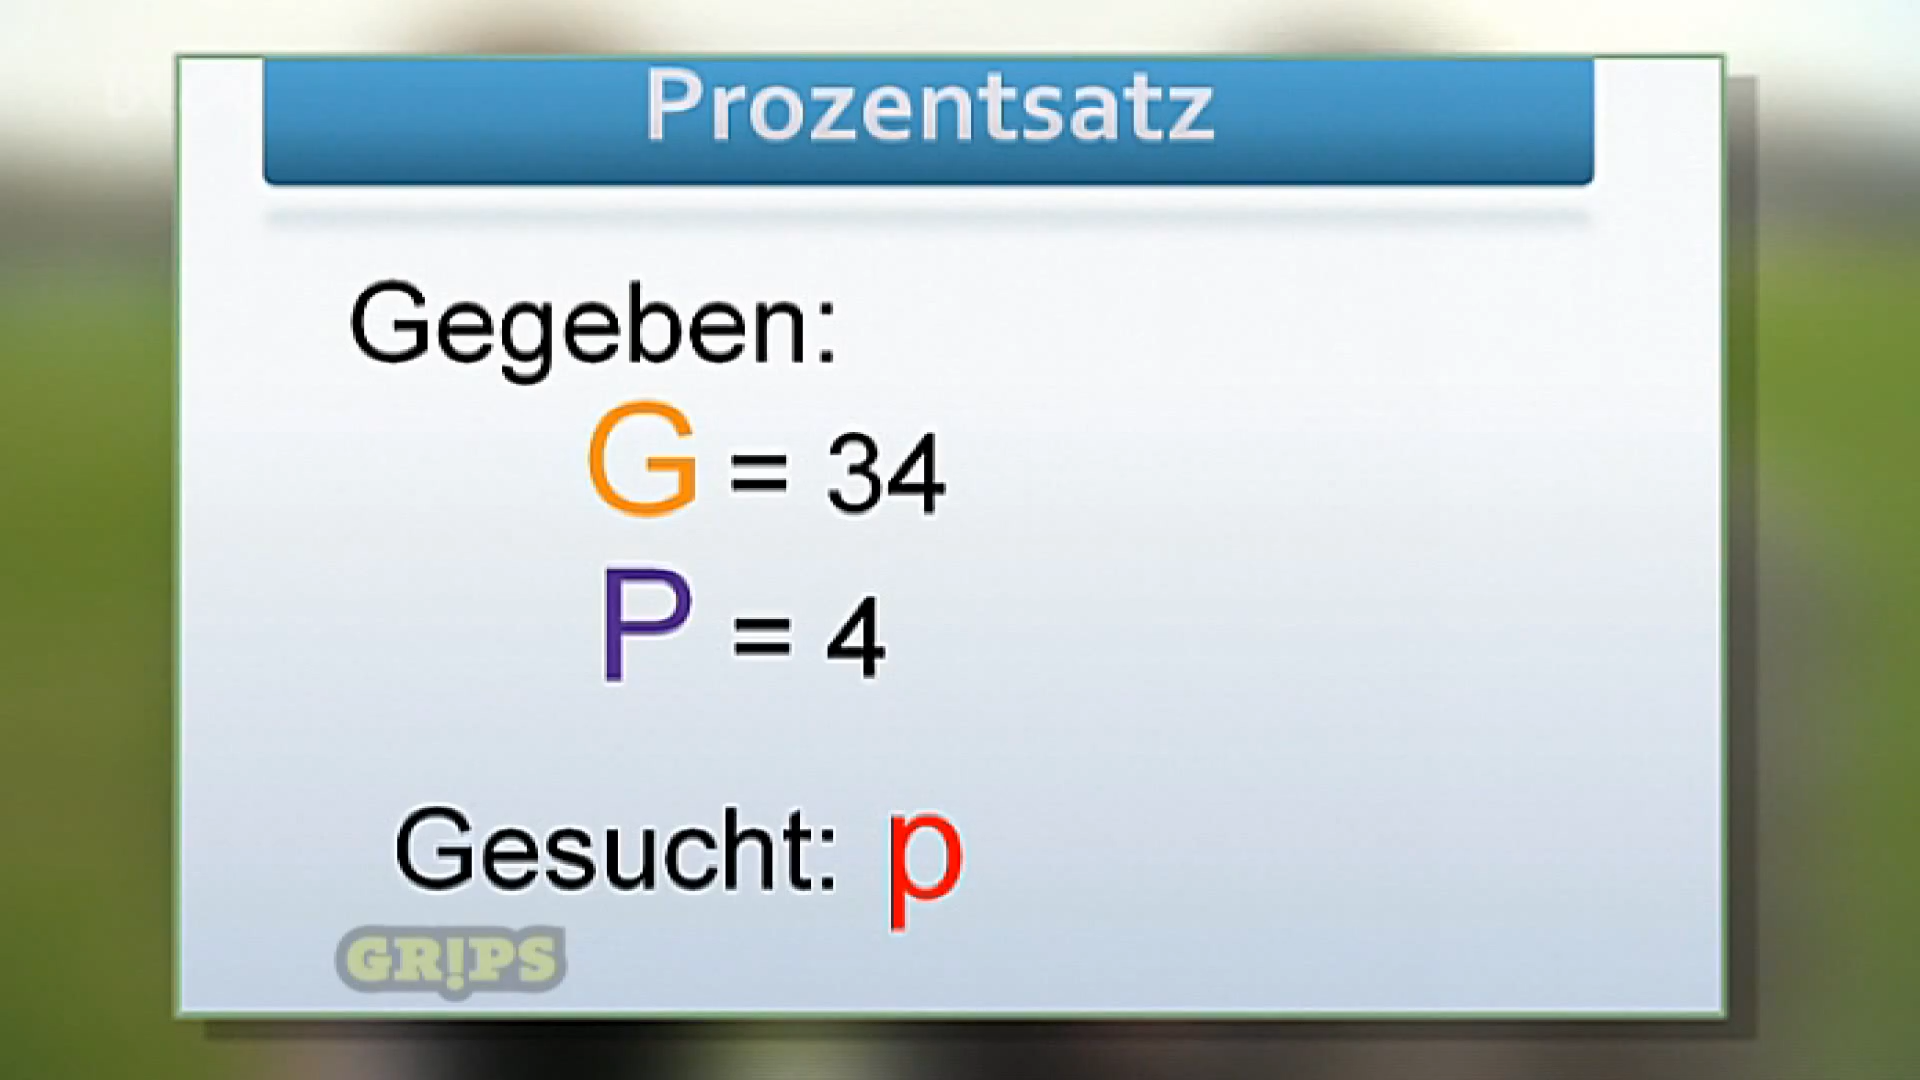 Prozentsatz
Gegeben:
G = 34
P = 4
Gesucht: p
GR!PS